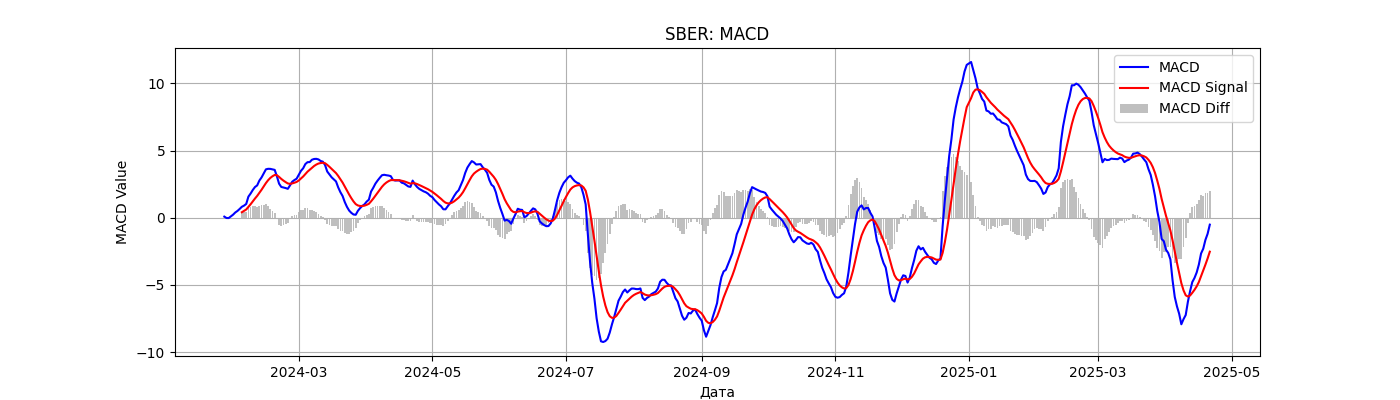 SBER: MACD
MACD
MACD Signal
MACD Diff
MACD Value
10
5
0
−5
−10
2024-03
2024-05
2024-07
2024-09
2024-11
2025-01
2025-03
2025-05
Дата